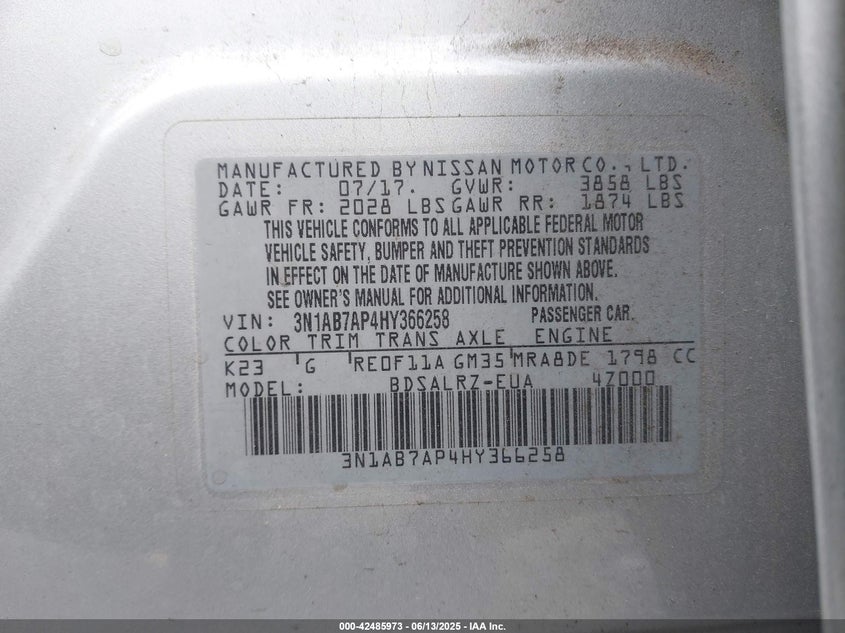 MANUFACTURED BY NISSAN MOTOR CO., LTD.
DATE: 07/17. GVWR: 3858 LBS
GAWR FR: 2028 LBS GAWR RR: 1874 LBS
THIS VEHICLE CONFORMS TO ALL APPLICABLE FEDERAL MOTOR
VEHICLE SAFETY, BUMPER AND THEFT PREVENTION STANDARDS
IN EFFECT ON THE DATE OF MANUFACTURE SHOWN ABOVE.
SEE OWNER'S MANUAL FOR ADDITIONAL INFORMATION.
VIN: 3N1AB7AP4HY366258 PASSENGER CAR.
COLOR TRIM TRANS AXLE ENGINE
K23 G RE0F11A GM35 MRA8DE 1798 CC
MODEL: BDSALRZ-EUA 4Z000
3N1AB7AP4HY366258
000-42485973 | 06/13/2025 - IAA Inc.